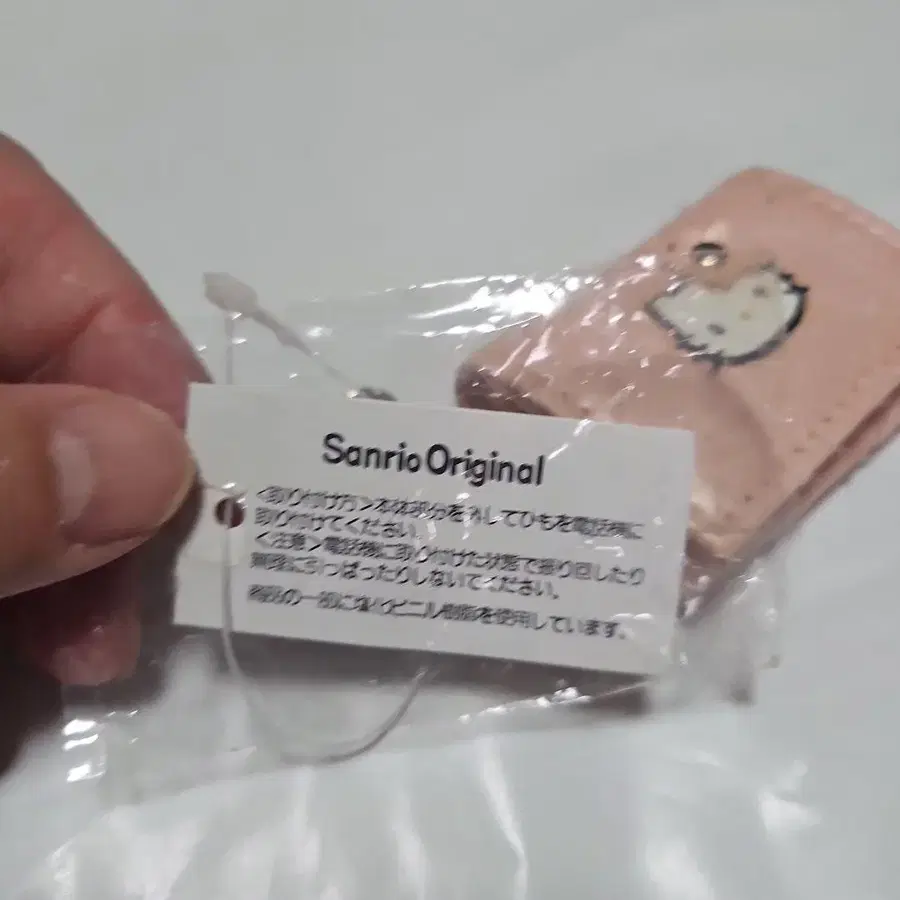 Sanrio Original
<取り付け方>本体部分を外してひもを電話機に
取り付けてください。
<注意>電話機に取り付けた状態で振り回したり
無理に引っぱったりしないでください。
商品の一部に塩化ビニル樹脂を使用しています。